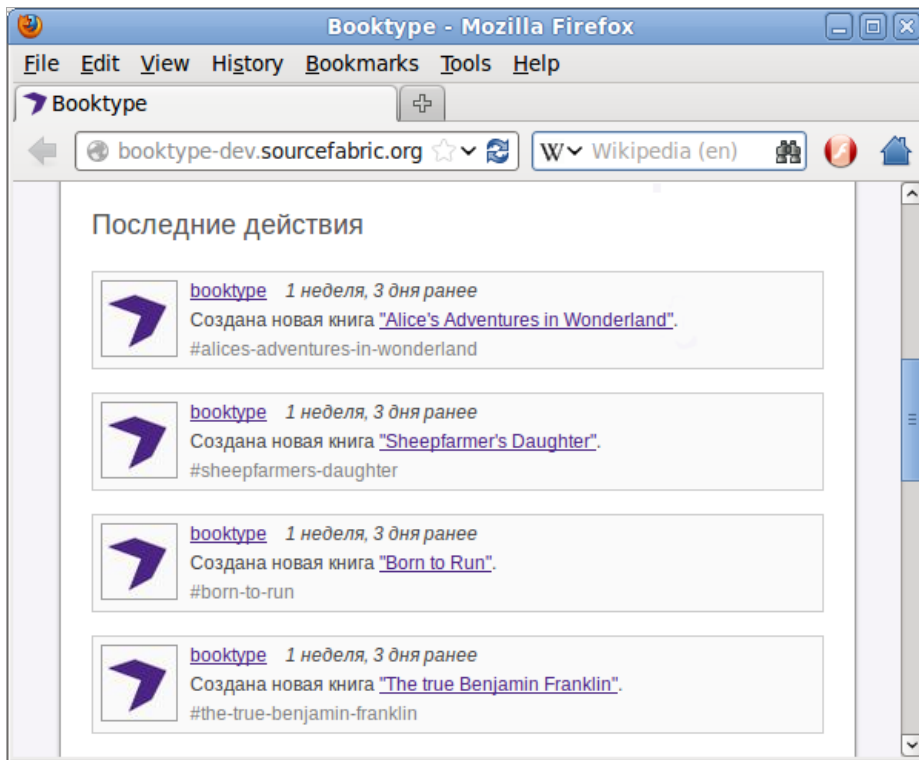 Booktype - Mozilla Firefox
File Edit View History Bookmarks Tools Help
Booktype
booktype-dev.sourcefabric.org W Wikipedia (en)
Последние действия
booktype 1 неделя, 3 дня ранее
Создана новая книга "Alice's Adventures in Wonderland".
#alices-adventures-in-wonderland
booktype 1 неделя, 3 дня ранее
Создана новая книга "Sheepfarmer's Daughter".
#sheepfarmers-daughter
booktype 1 неделя, 3 дня ранее
Создана новая книга "Born to Run".
#born-to-run
booktype 1 неделя, 3 дня ранее
Создана новая книга "The true Benjamin Franklin".
#the-true-benjamin-franklin